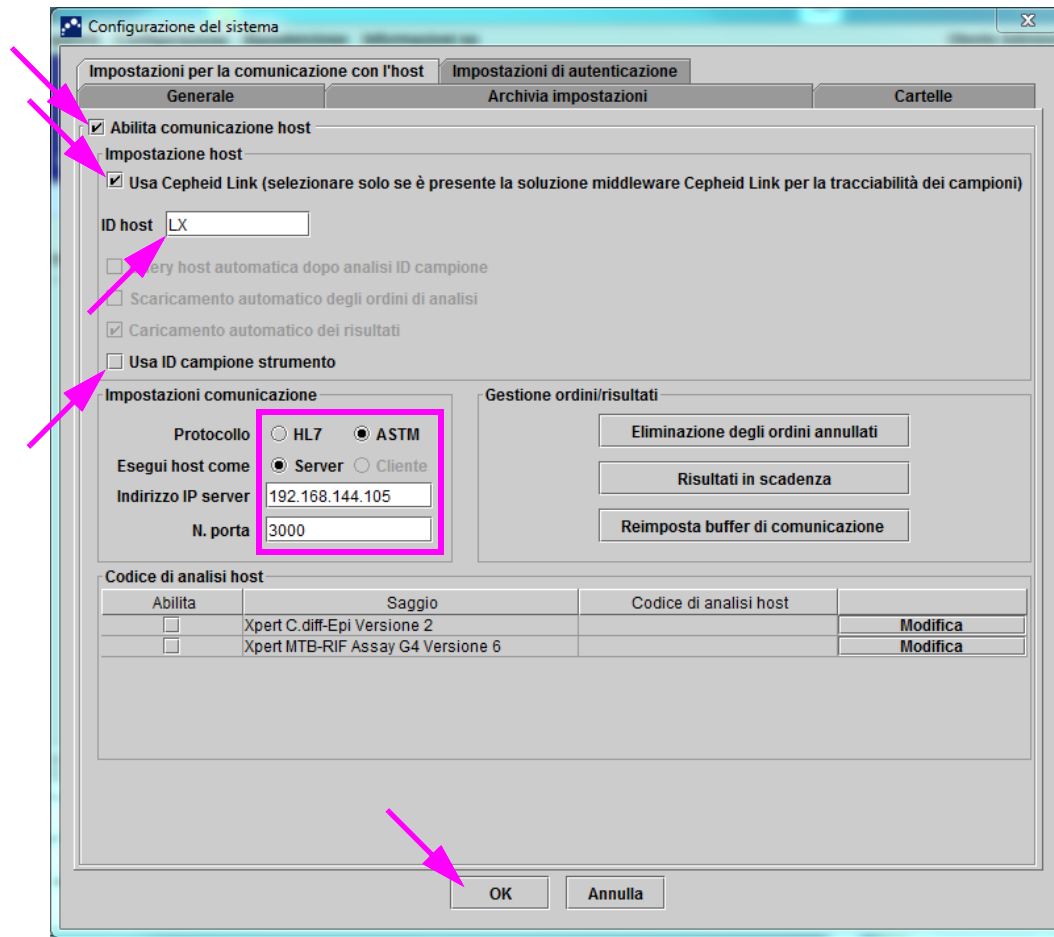 Configurazione del sistema
Impostazioni per la comunicazione con l'host
Impostazioni di autenticazione
Generale
Archivia impostazioni
Cartelle
Abilita comunicazione host
Impostazione host
Usa Cepheid Link (selezionare solo se è presente la soluzione middleware Cepheid Link per la tracciabilità dei campioni)
ID host LX
host automatica dopo analisi ID campione
Scaricamento automatico degli ordini di analisi
Caricamento automatico dei risultati
Usa ID campione strumento
Impostazioni comunicazione
Protocollo HL7 ASTM
Esegui host come Server Cliente
Indirizzo IP server 192.168.144.105
N. porta 3000
Gestione ordini/risultati
Eliminazione degli ordini annullati
Risultati in scadenza
Reimposta buffer di comunicazione
Codice di analisi host
Abilita Saggio Codice di analisi host
Xpert C.diff-Epi Versione 2 Modifica
Xpert MTB-RIF Assay G4 Versione 6 Modifica
OK Annulla